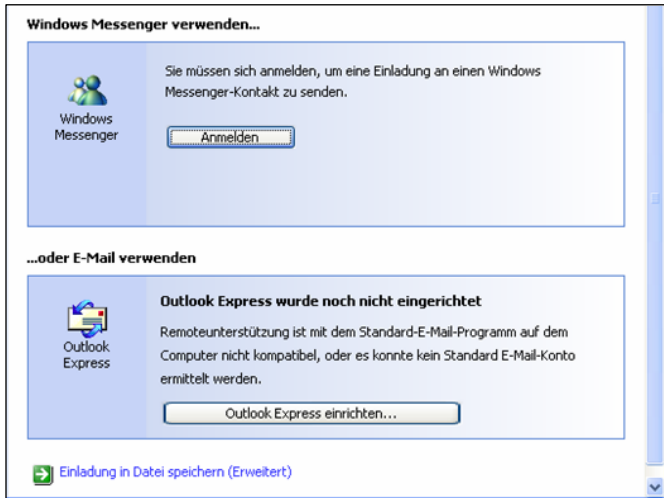 Windows Messenger verwenden...
Sie müssen sich anmelden, um eine Einladung an einen Windows
Messenger-Kontakt zu senden.
Windows
Messenger
Anmelden
...oder E-Mail verwenden
Outlook Express wurde noch nicht eingerichtet
Remoteunterstützung ist mit dem Standard-E-Mail-Programm auf dem
Computer nicht kompatibel, oder es konnte kein Standard E-Mail-Konto
ermittelt werden.
Outlook
Express
Outlook Express einrichten...
Einladung in Datei speichern (Erweitert)